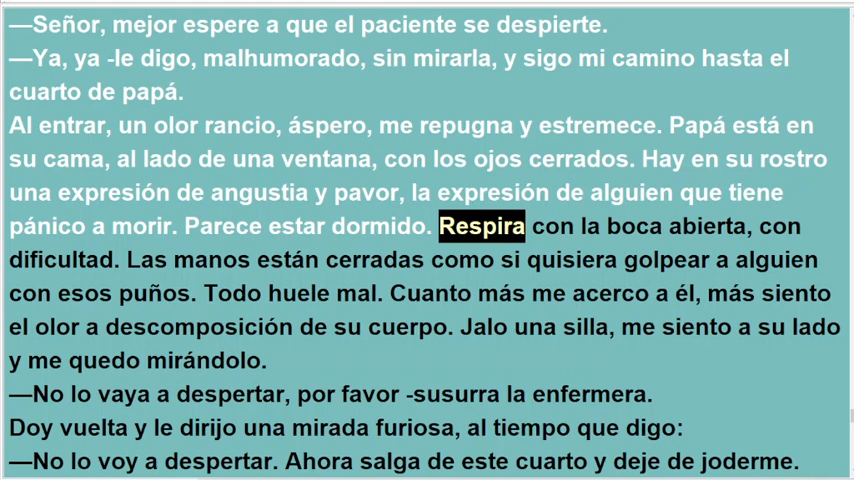 —Señor, mejor espere a que el paciente se despierte.
—Ya, ya -le digo, malhumorado, sin mirarla, y sigo mi camino hasta el
cuarto de papá.
Al entrar, un olor rancio, áspero, me repugna y estremece. Papá está en
su cama, al lado de una ventana, con los ojos cerrados. Hay en su rostro
una expresión de angustia y pavor, la expresión de alguien que tiene
pánico a morir. Parece estar dormido. Respira con la boca abierta, con
dificultad. Las manos están cerradas como si quisiera golpear a alguien
con esos puños. Todo huele mal. Cuanto más me acerco a él, más siento
el olor a descomposición de su cuerpo. Jalo una silla, me siento a su lado
y me quedo mirándolo.
—No lo vaya a despertar, por favor -susurra la enfermera.
Doy vuelta y le dirijo una mirada furiosa, al tiempo que digo:
—No lo voy a despertar. Ahora salga de este cuarto y deje de joderme.